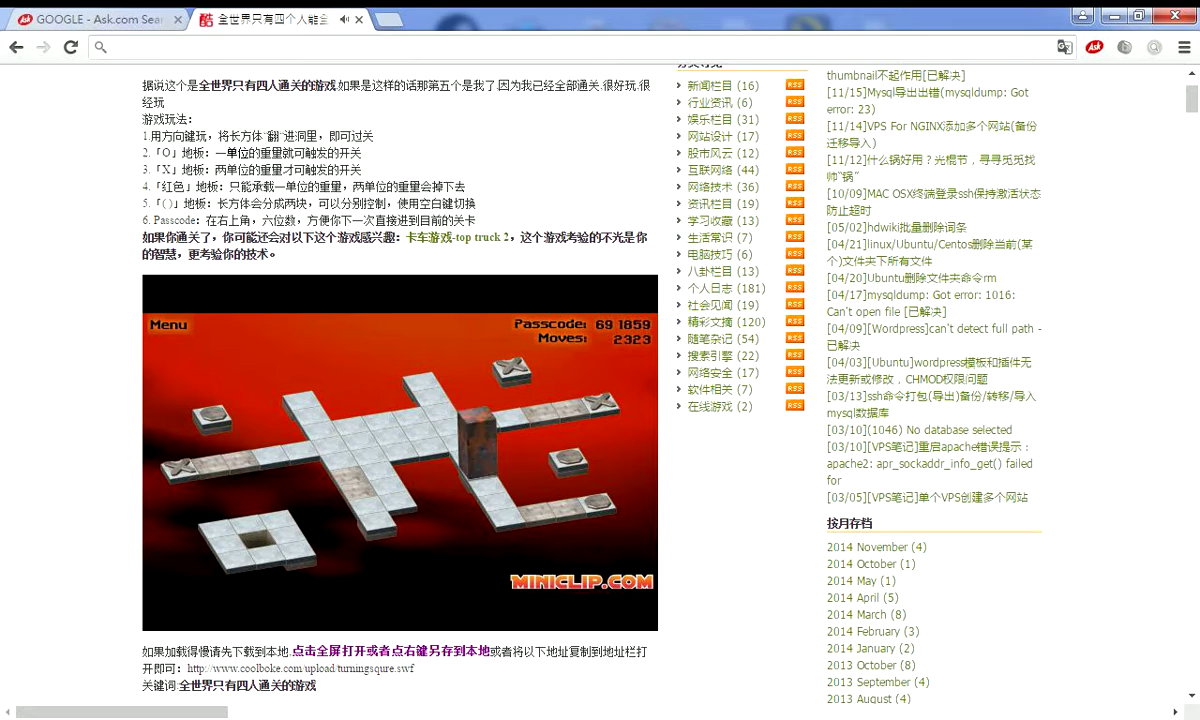 GOOGLE - Ask.com Sear
全世界只有四个人能全
据说这个是全世界只有四人通关的游戏.如果是这样的话那第五个是我了.因为我已经全部通关.很好玩.很
经玩
游戏玩法：
1.用方向键玩，将长方体“翻”进洞里，即可过关
2.「O」地板：一单位的重量就可触发的开关
3.「X」地板：两单位的重量才可触发的开关
4.「红色」地板：只能承载一单位的重量，两单位的重量会掉下去
5.「( )」地板：长方体会分成两块，可以分别控制，使用空白键切换
6. Passcode：在右上角，六位数，方便你下一次直接进到目前的关卡
如果你通关了，你可能还会对以下这个游戏感兴趣：卡车游戏-top truck 2，这个游戏考验的不光是你
的智慧，更考验你的技术。
Menu
Passcode: 691859
Moves: 2323
MINICLIP.COM
如果加载得慢请先下载到本地.点击全屏打开或者点右键另存到本地或者将以下地址复制到地址栏打
开即可：http://www.coolboke.com/upload/turningsqure.swf
关键词:全世界只有四人通关的游戏
新闻栏目 (16) RSS
行业资讯 (6) RSS
娱乐栏目 (31) RSS
网站设计 (17) RSS
股市风云 (12) RSS
互联网络 (44) RSS
网络技术 (36) RSS
资讯栏目 (19) RSS
学习收藏 (13) RSS
生活常识 (7) RSS
电脑技巧 (6) RSS
八卦栏目 (13) RSS
个人日志 (181) RSS
社会见闻 (19) RSS
精彩文摘 (120) RSS
随笔杂记 (54) RSS
搜索引擎 (22) RSS
网络安全 (17) RSS
软件相关 (7) RSS
在线游戏 (2) RSS
thumbnail不起作用[已解决]
[11/15]Mysql导出出错(mysqldump: Got
error: 23)
[11/14]VPS For NGINX添加多个网站(备份
迁移导入)
[11/12]什么锅好用？光棍节，寻寻觅觅找
帅“锅”
[10/09]MAC OSX终端登录ssh保持激活状态
防止超时
[05/02]hdwiki批量删除词条
[04/21]linux/Ubuntu/Centos删除当前(某
个)文件夹下所有文件
[04/20]Ubuntu删除文件夹命令rm
[04/17]mysqldump: Got error: 1016:
Can't open file [已解决]
[04/09][Wordpress]can't detect full path -
已解决
[04/03][Ubuntu]wordpress模板和插件无
法更新或修改，CHMOD权限问题
[03/13]ssh命令打包(导出)备份/转移/导入
mysql数据库
[03/10](1046) No database selected
[03/10][VPS笔记]重启apache错误提示：
apache2: apr_sockaddr_info_get() failed
for
[03/05][VPS笔记]单个VPS创建多个网站
按月存档
2014 November (4)
2014 October (1)
2014 May (1)
2014 April (5)
2014 March (8)
2014 February (3)
2014 January (2)
2013 October (8)
2013 September (4)
2013 August (4)